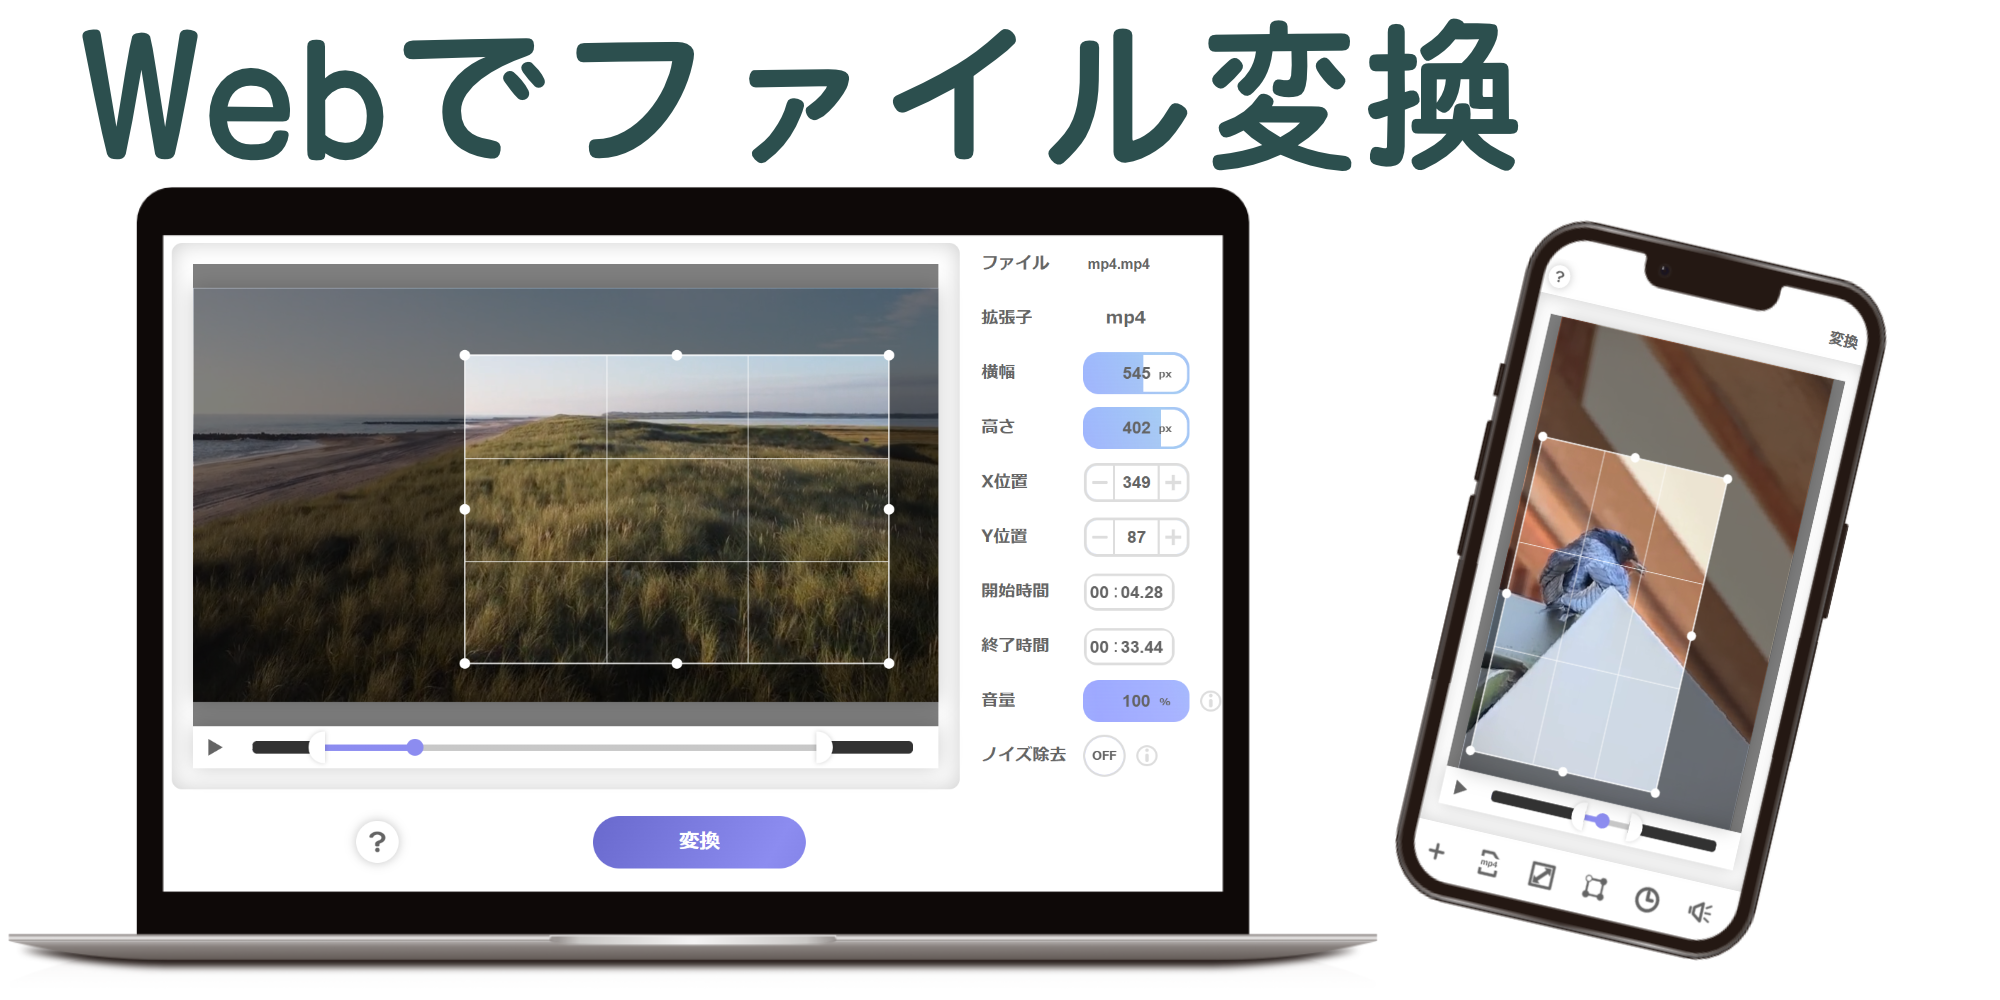 Webでファイル変換
ファイル mp4.mp4
拡張子 mp4
横幅 545 px
高さ 402 px
X位置 349
Y位置 87
開始時間 00 : 04.28
終了時間 00 : 33.44
音量 100 %
ノイズ除去 OFF
? 変換
?
変換
mp4